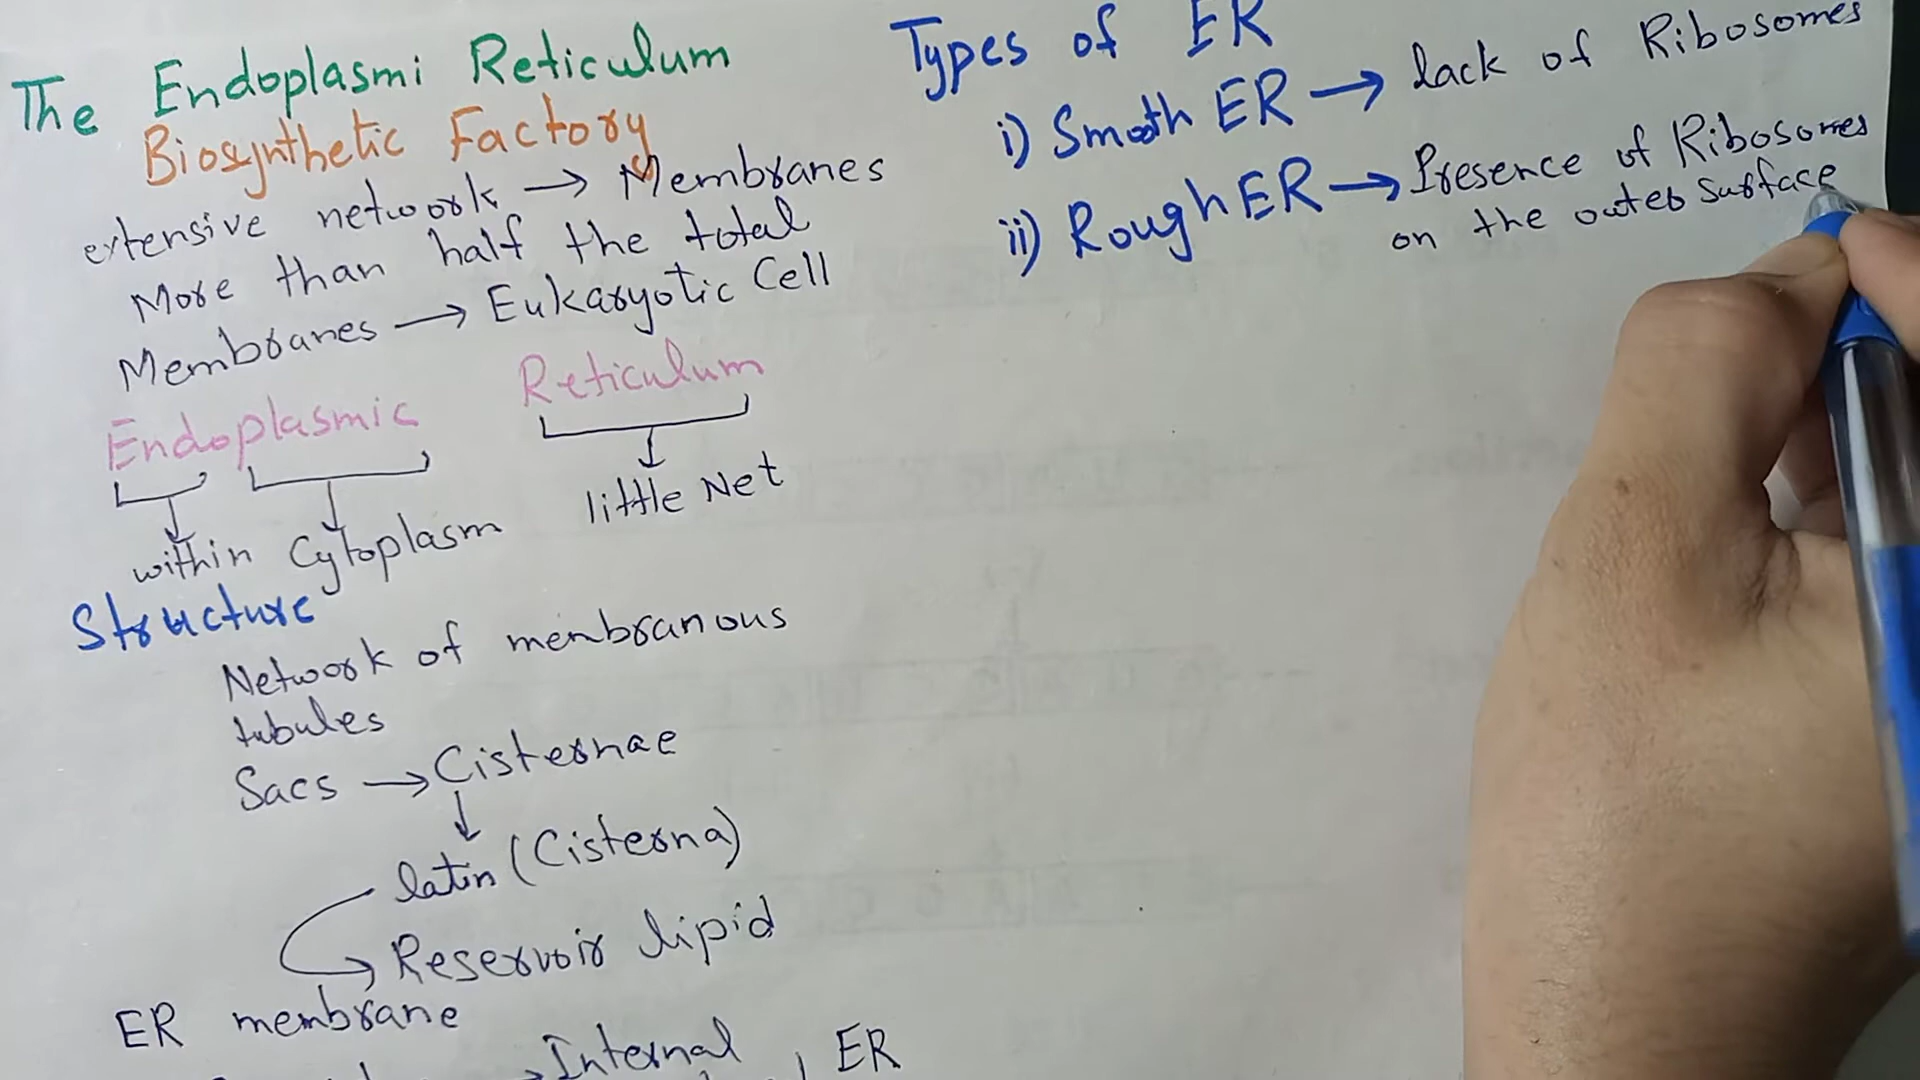 The Endoplasmi Reticulum
Biosynthetic Factory
extensive network → Membranes
More than half the total
Membranes → Eukaryotic Cell
Endoplasmic Reticulum
within Cytoplasm little Net
Structure
Network of membranous
tubules
Sacs → Cisternae
latin (Cisterna)
Reservoir lipid
ER membrane
→ Internal
ER
Types of ER
i) Smooth ER → lack of Ribosomes
ii) Rough ER → Presence of Ribosomes
on the outer surface